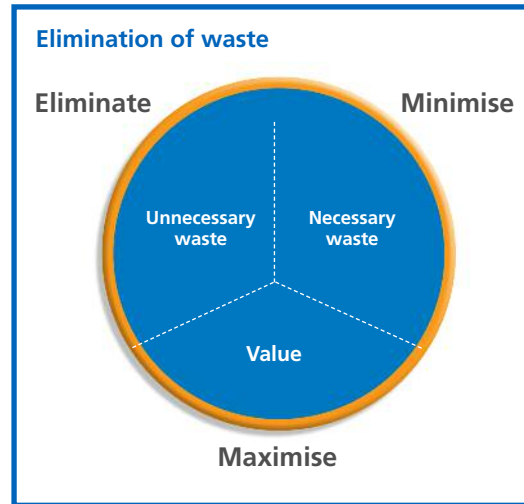 Elimination of waste
Eliminate
Minimise
Unnecessary
waste
Necessary
waste
Value
Maximise